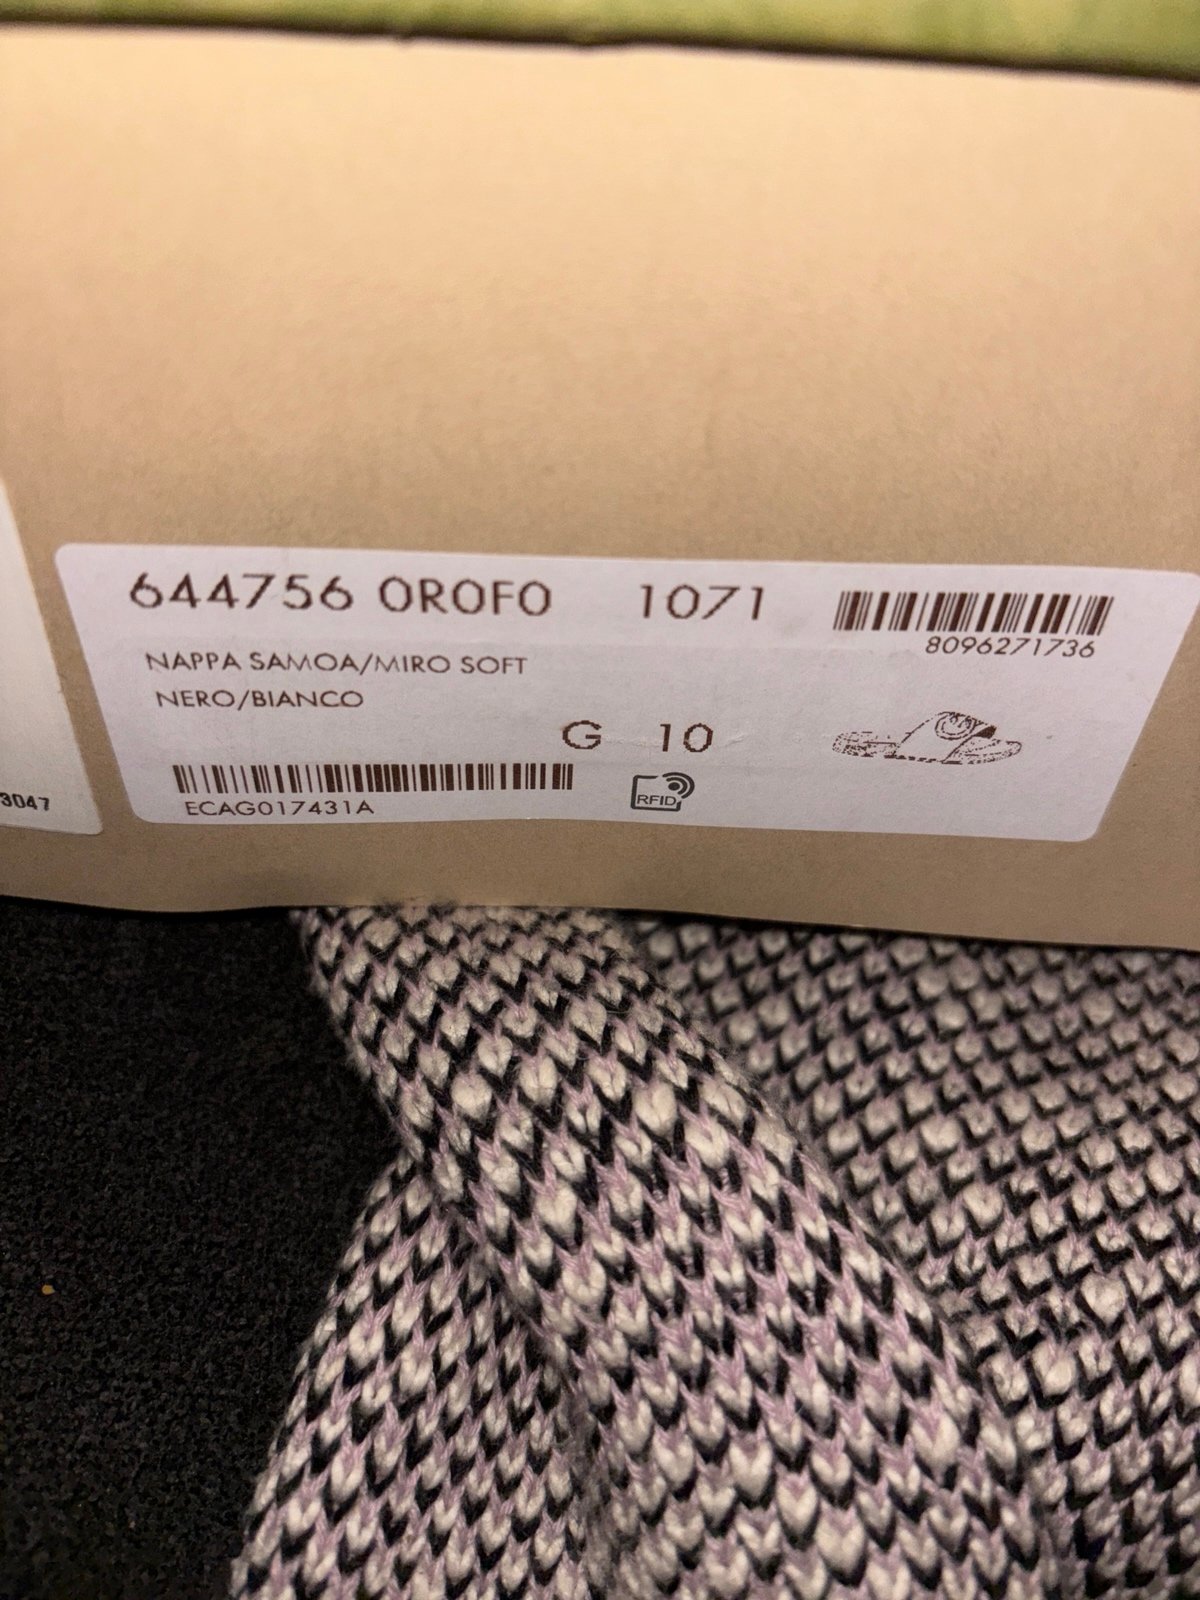 644756 0R0F0 1071
8096271736
NAPPA SAMOA/MIRO SOFT
NERO/BIANCO
G 10
ECAG017431A
RFID
3047